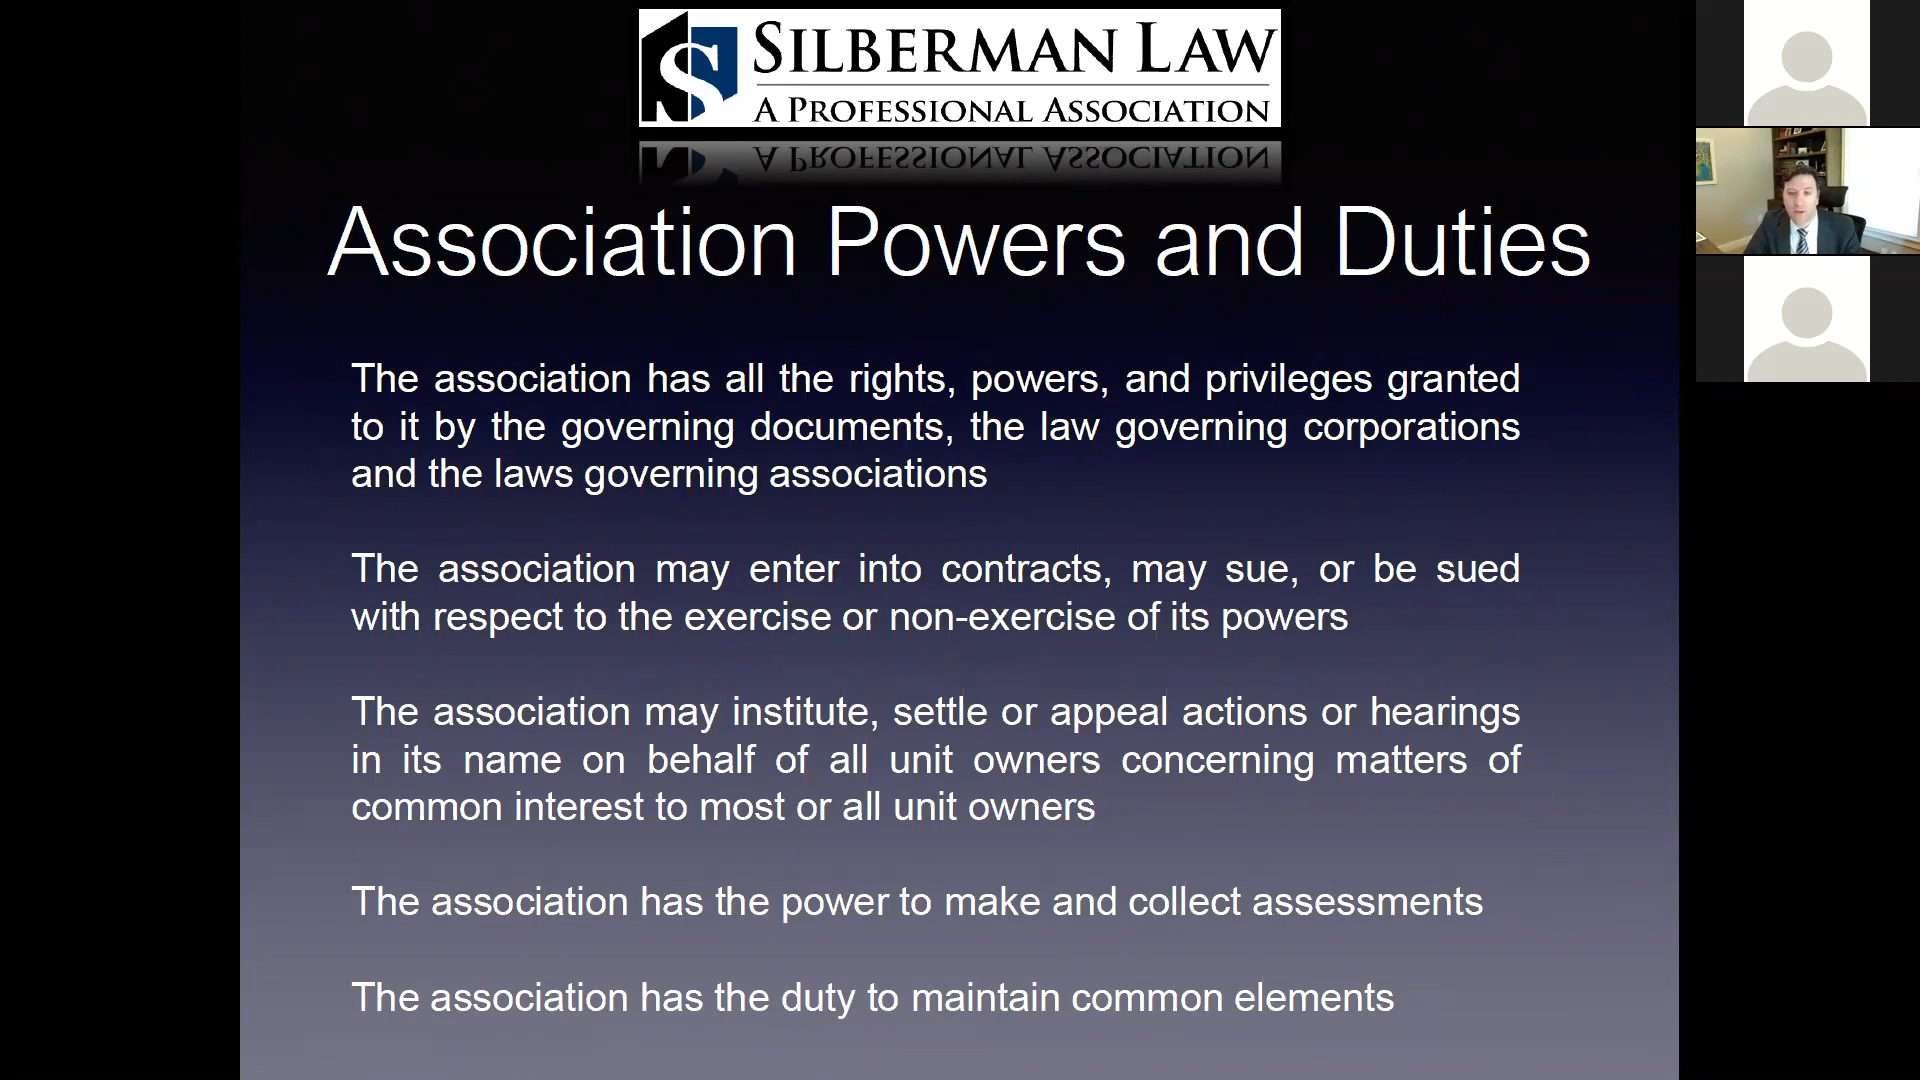 S SILBERMAN LAW
A PROFESSIONAL ASSOCIATION
Association Powers and Duties
The association has all the rights, powers, and privileges granted
to it by the governing documents, the law governing corporations
and the laws governing associations
The association may enter into contracts, may sue, or be sued
with respect to the exercise or non-exercise of its powers
The association may institute, settle or appeal actions or hearings
in its name on behalf of all unit owners concerning matters of
common interest to most or all unit owners
The association has the power to make and collect assessments
The association has the duty to maintain common elements